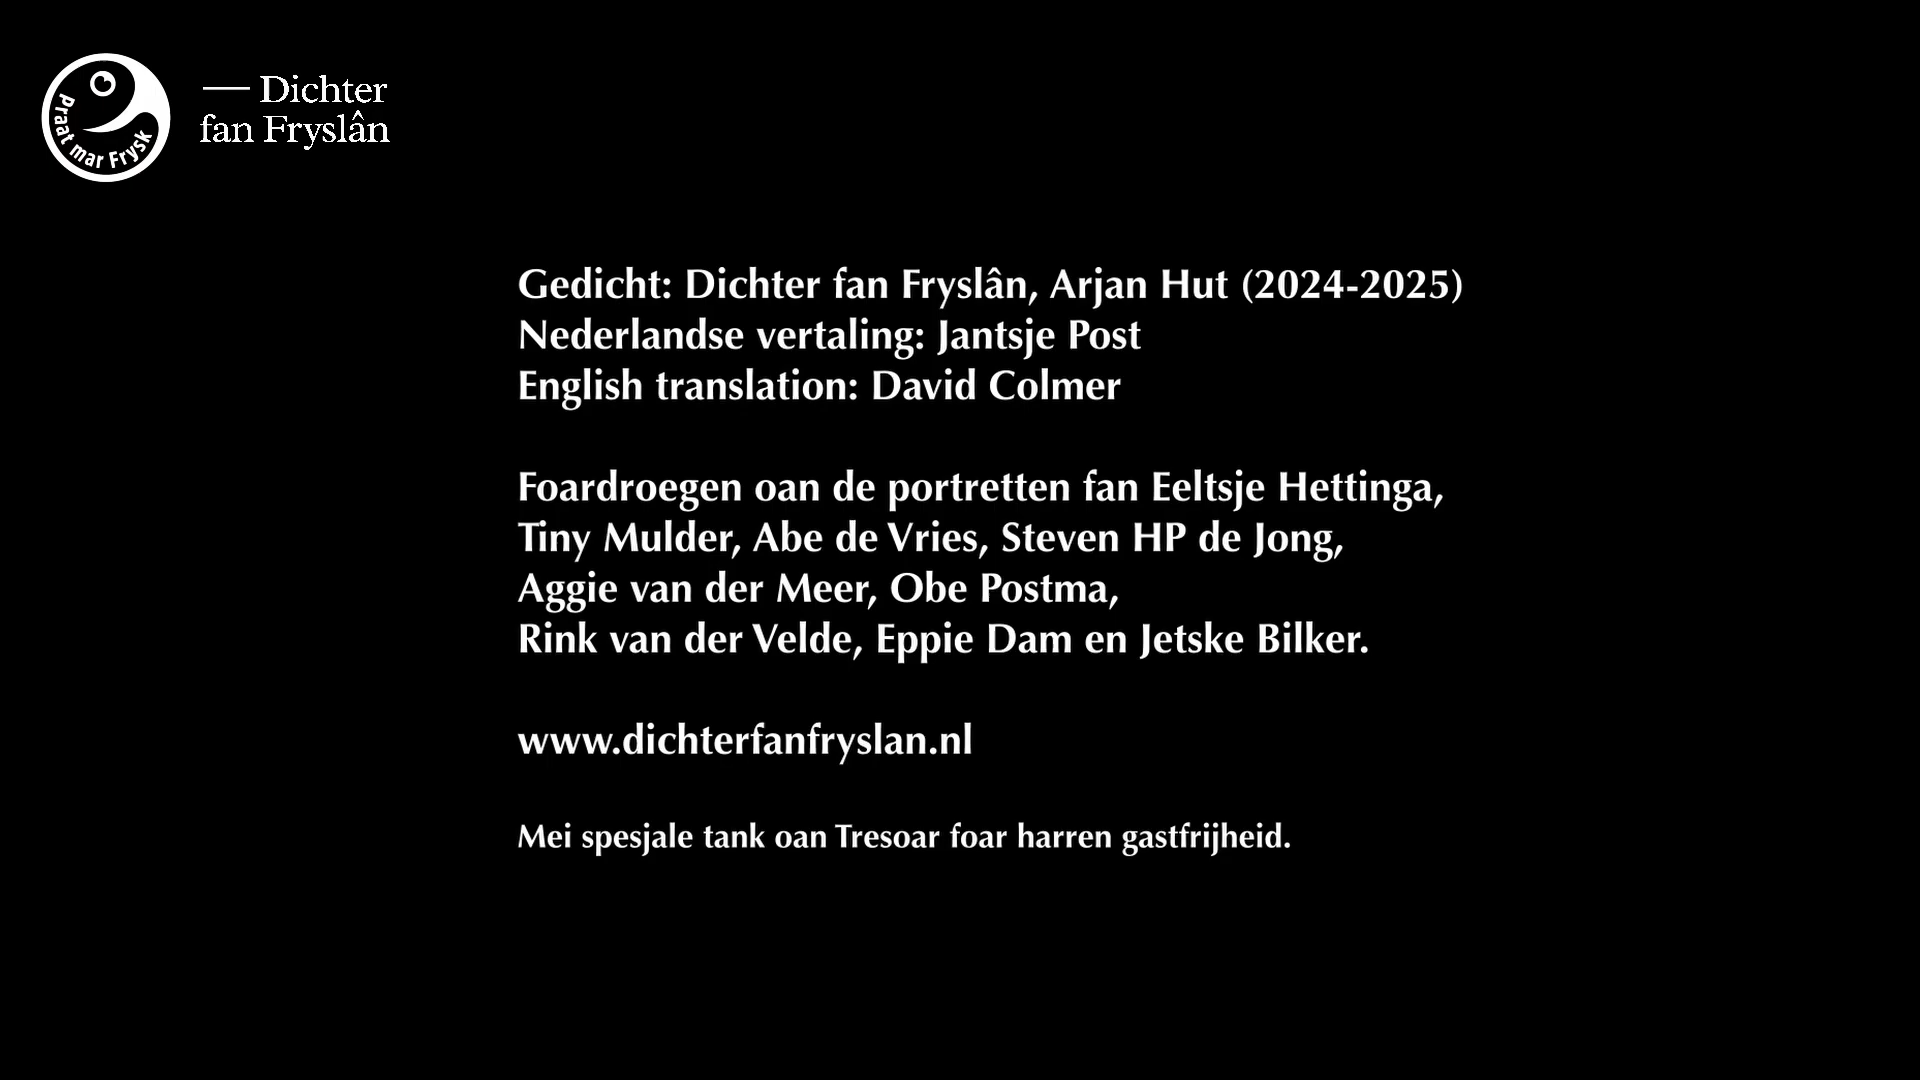 Praat mar Frysk
— Dichter
fan Fryslân
Gedicht: Dichter fan Fryslân, Arjan Hut (2024-2025)
Nederlandse vertaling: Jantsje Post
English translation: David Colmer
Foardroegen oan de portretten fan Eeltsje Hettinga,
Tiny Mulder, Abe de Vries, Steven HP de Jong,
Aggie van der Meer, Obe Postma,
Rink van der Velde, Eppie Dam en Jetske Bilker.
www.dichterfanfryslan.nl
Mei spesjale tank oan Tresoar foar harren gastfrijheid.